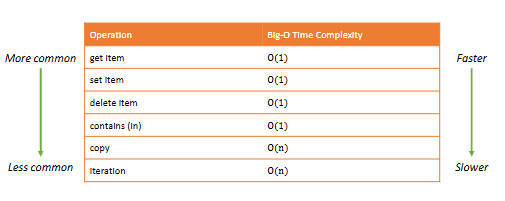 Operation Big-O Time Complexity
More common get item O(1) Faster
set item O(1)
delete item O(1)
contains (in) O(1)
copy O(n)
Less common iteration O(n) Slower